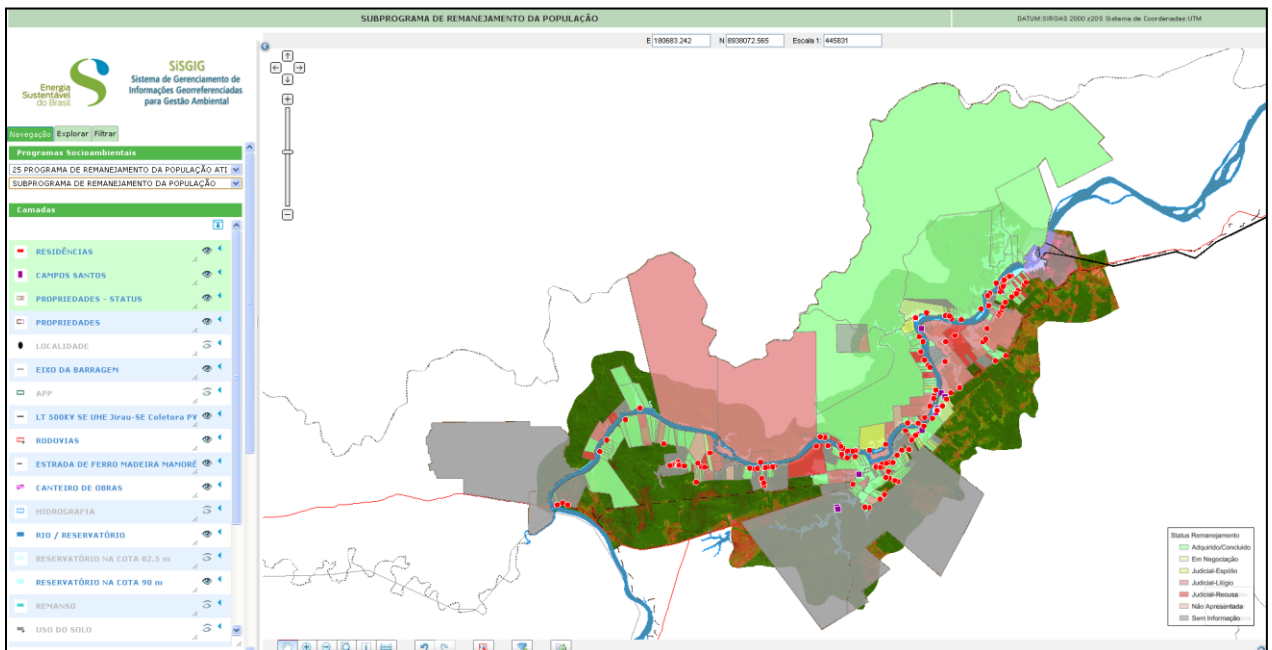 SUBPROGRAMA DE REMANEJAMENTO DA POPULAÇÃO
DATUM:SIRGAS 2000 z20S Sistema de Coordenadas:UTM
E 180683.242 N 8938072.565 Escala 1: 445831
Energia
Sustentável
do Brasil
SiSGIG
Sistema de Gerenciamento de
Informações Georreferenciadas
para Gestão Ambiental
Navegação Explorar Filtrar
Programas Socioambientais
25 PROGRAMA DE REMANEJAMENTO DA POPULAÇÃO ATI
SUBPROGRAMA DE REMANEJAMENTO DA POPULAÇÃO
Camadas
RESIDÊNCIAS
CAMPOS SANTOS
PROPRIEDADES - STATUS
PROPRIEDADES
LOCALIDADE
EIXO DA BARRAGEM
APP
LT 500KV SE UHE Jirau-SE Coletora PV
RODOVIAS
ESTRADA DE FERRO MADEIRA MAMORÉ
CANTEIRO DE OBRAS
HIDROGRAFIA
RIO / RESERVATÓRIO
RESERVATÓRIO NA COTA 82.5 m
RESERVATÓRIO NA COTA 90 m
REMANSO
USO DO SOLO
Status Remanejamento
Adquirido/Concluido
Em Negociação
Judicial-Espólio
Judicial-Litígio
Judicial-Recusa
Não Apresentada
Sem Informação